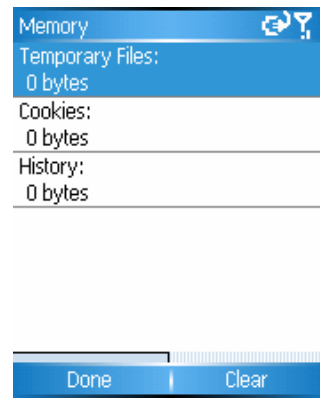 Memory
Temporary Files:
0 bytes
Cookies:
0 bytes
History:
0 bytes
Done Clear